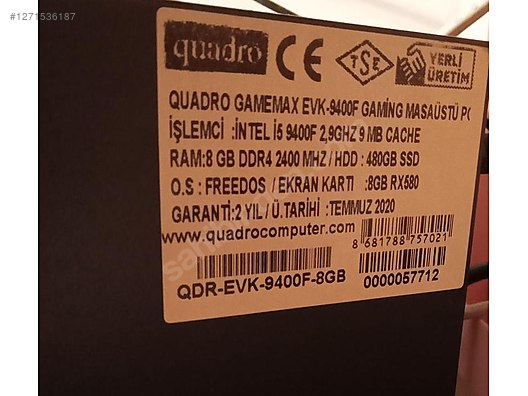 #1271536187
quadro CE TSE YERLİ ÜRETİM
QUADRO GAMEMAX EVK-9400F GAMİNG MASAÜSTÜ PC
İŞLEMCİ :İNTEL İ5 9400F 2,9GHZ 9 MB CACHE
RAM:8 GB DDR4 2400 MHZ / HDD : 480GB SSD
O.S : FREEDOS / EKRAN KARTI :8GB RX580
GARANTİ:2 YIL / Ü.TARİHİ :TEMMUZ 2020
www.quadrocomputer.com
8 681788 757021
QDR-EVK-9400F-8GB
0000057712